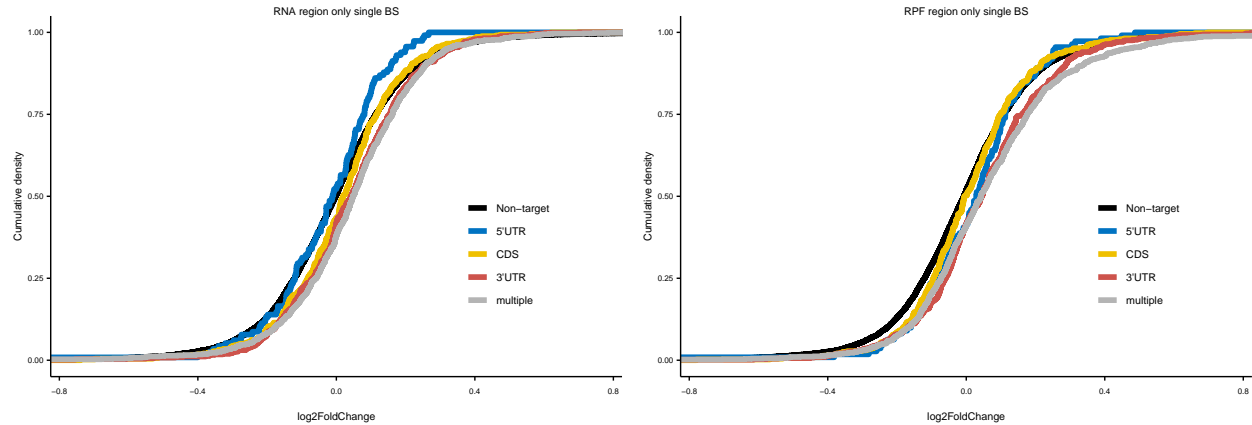 RNA region only single BS
Cumulative density
1.00
0.75
0.50
0.25
0.00
Non−target
5'UTR
CDS
3'UTR
multiple
−0.8
−0.4
0.0
0.4
0.8
log2FoldChange
RPF region only single BS
Cumulative density
1.00
0.75
0.50
0.25
0.00
Non−target
5'UTR
CDS
3'UTR
multiple
−0.8
−0.4
0.0
0.4
0.8
log2FoldChange